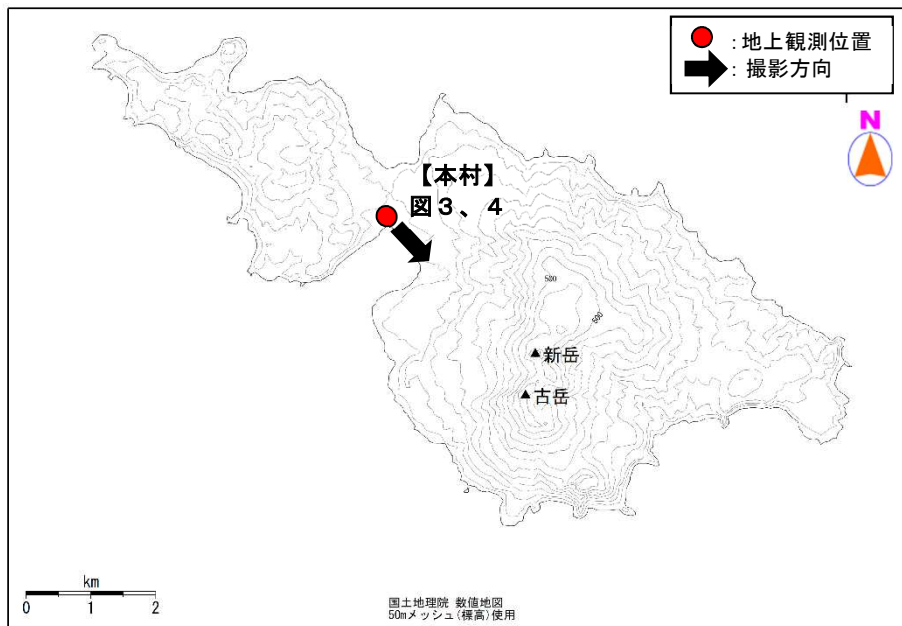 ：地上観測位置
：撮影方向
N
【本村】
図３、４
500
500
▲新岳
▲古岳
km
0 1 2
国土地理院 数値地図
50mメッシュ(標高)使用